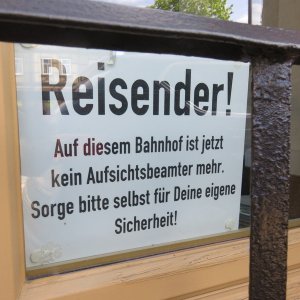 Reisender!
Auf diesem Bahnhof ist jetzt
kein Aufsichtsbeamter mehr.
Sorge bitte selbst für Deine eigene
Sicherheit!